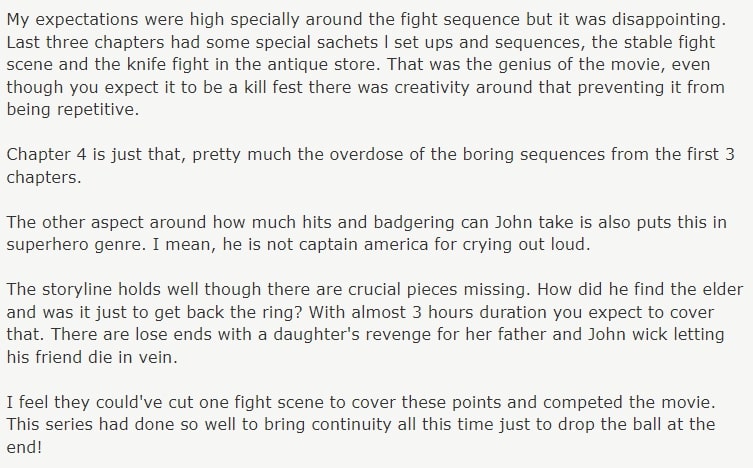 My expectations were high specially around the fight sequence but it was disappointing.
Last three chapters had some special sachets I set ups and sequences, the stable fight
scene and the knife fight in the antique store. That was the genius of the movie, even
though you expect it to be a kill fest there was creativity around that preventing it from
being repetitive.
Chapter 4 is just that, pretty much the overdose of the boring sequences from the first 3
chapters.
The other aspect around how much hits and badgering can John take is also puts this in
superhero genre. I mean, he is not captain america for crying out loud.
The storyline holds well though there are crucial pieces missing. How did he find the elder
and was it just to get back the ring? With almost 3 hours duration you expect to cover
that. There are lose ends with a daughter's revenge for her father and John wick letting
his friend die in vein.
I feel they could've cut one fight scene to cover these points and competed the movie.
This series had done so well to bring continuity all this time just to drop the ball at the
end!